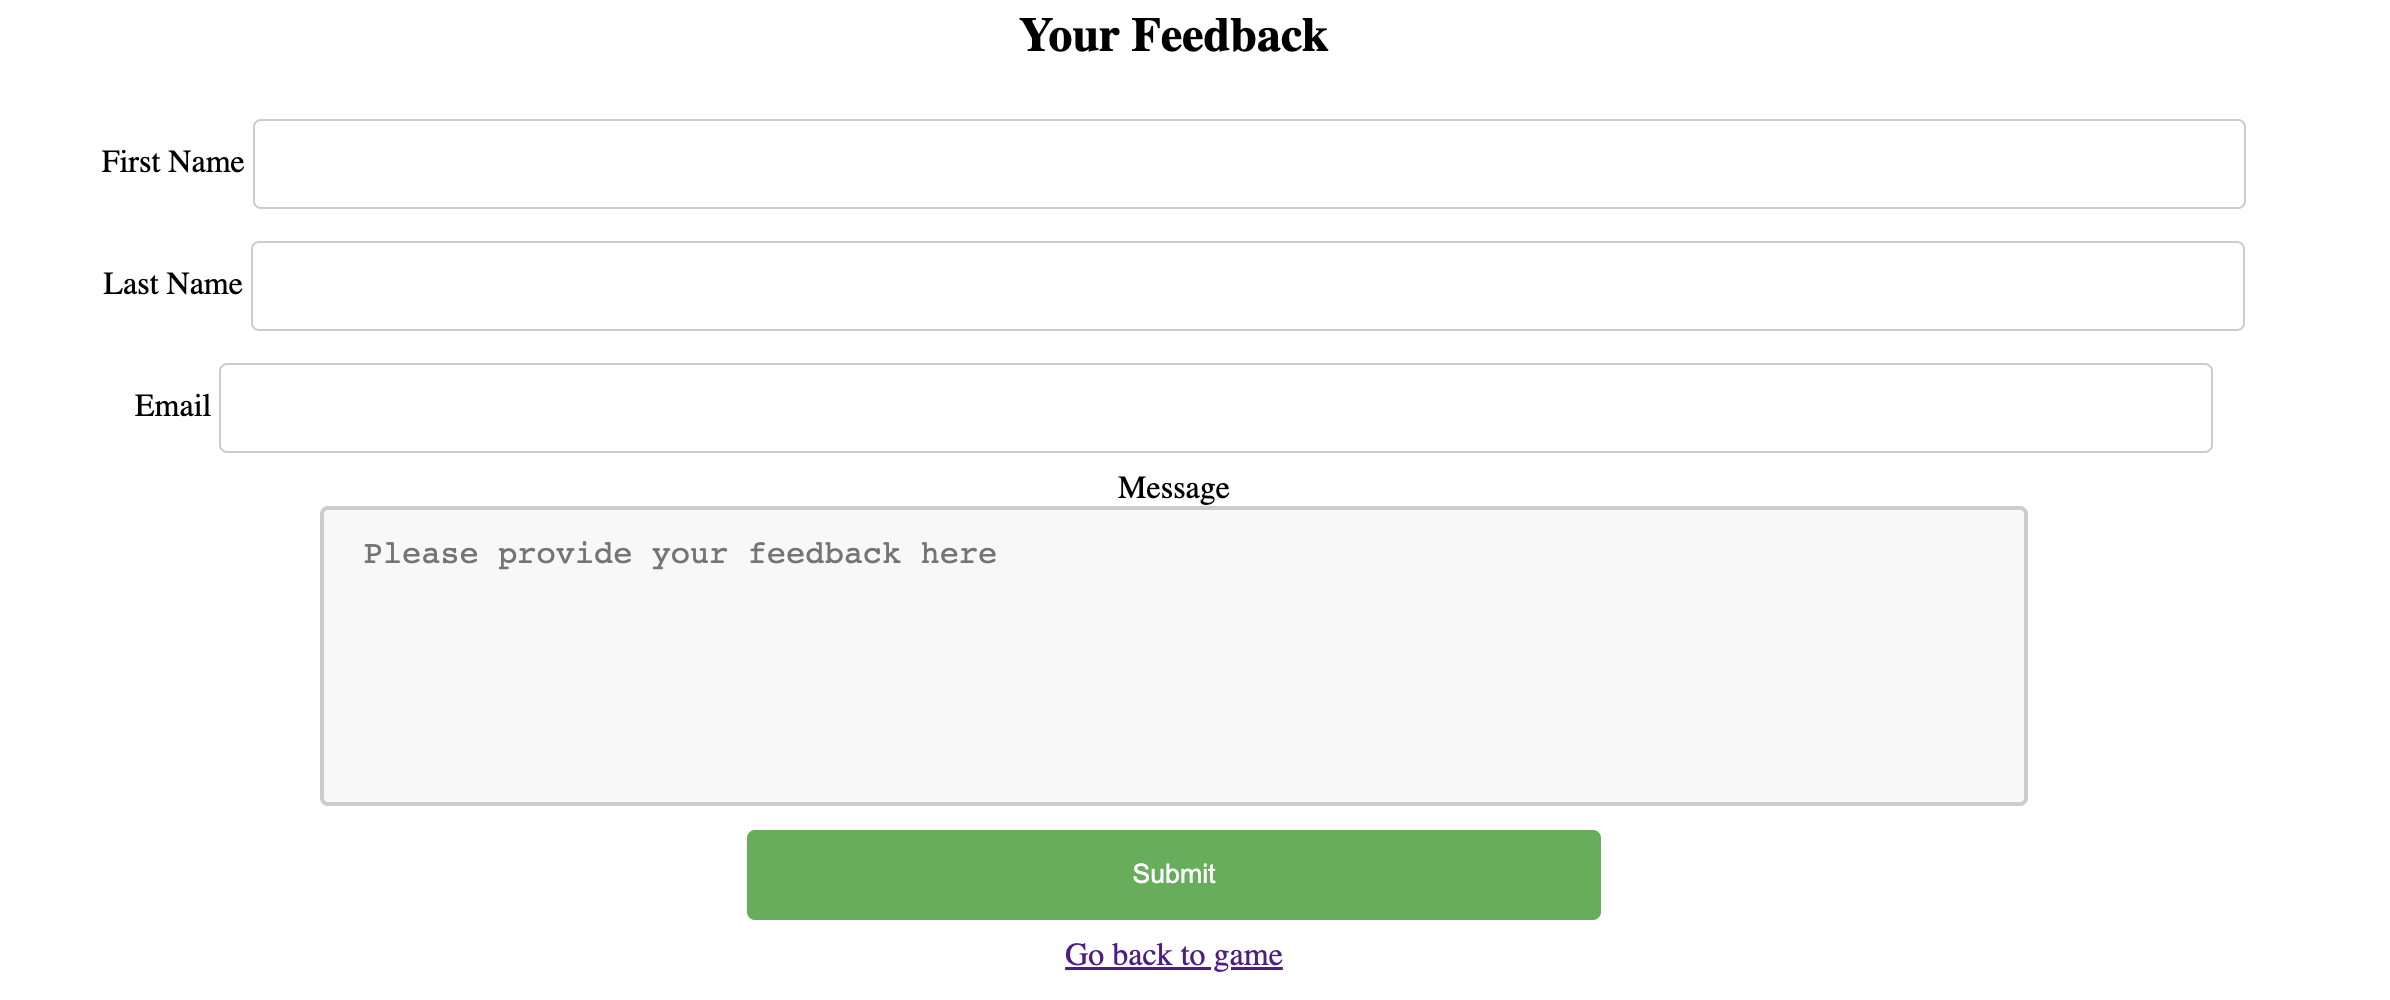 Your Feedback
First Name
Last Name
Email
Message
Please provide your feedback here
Submit
Go back to game